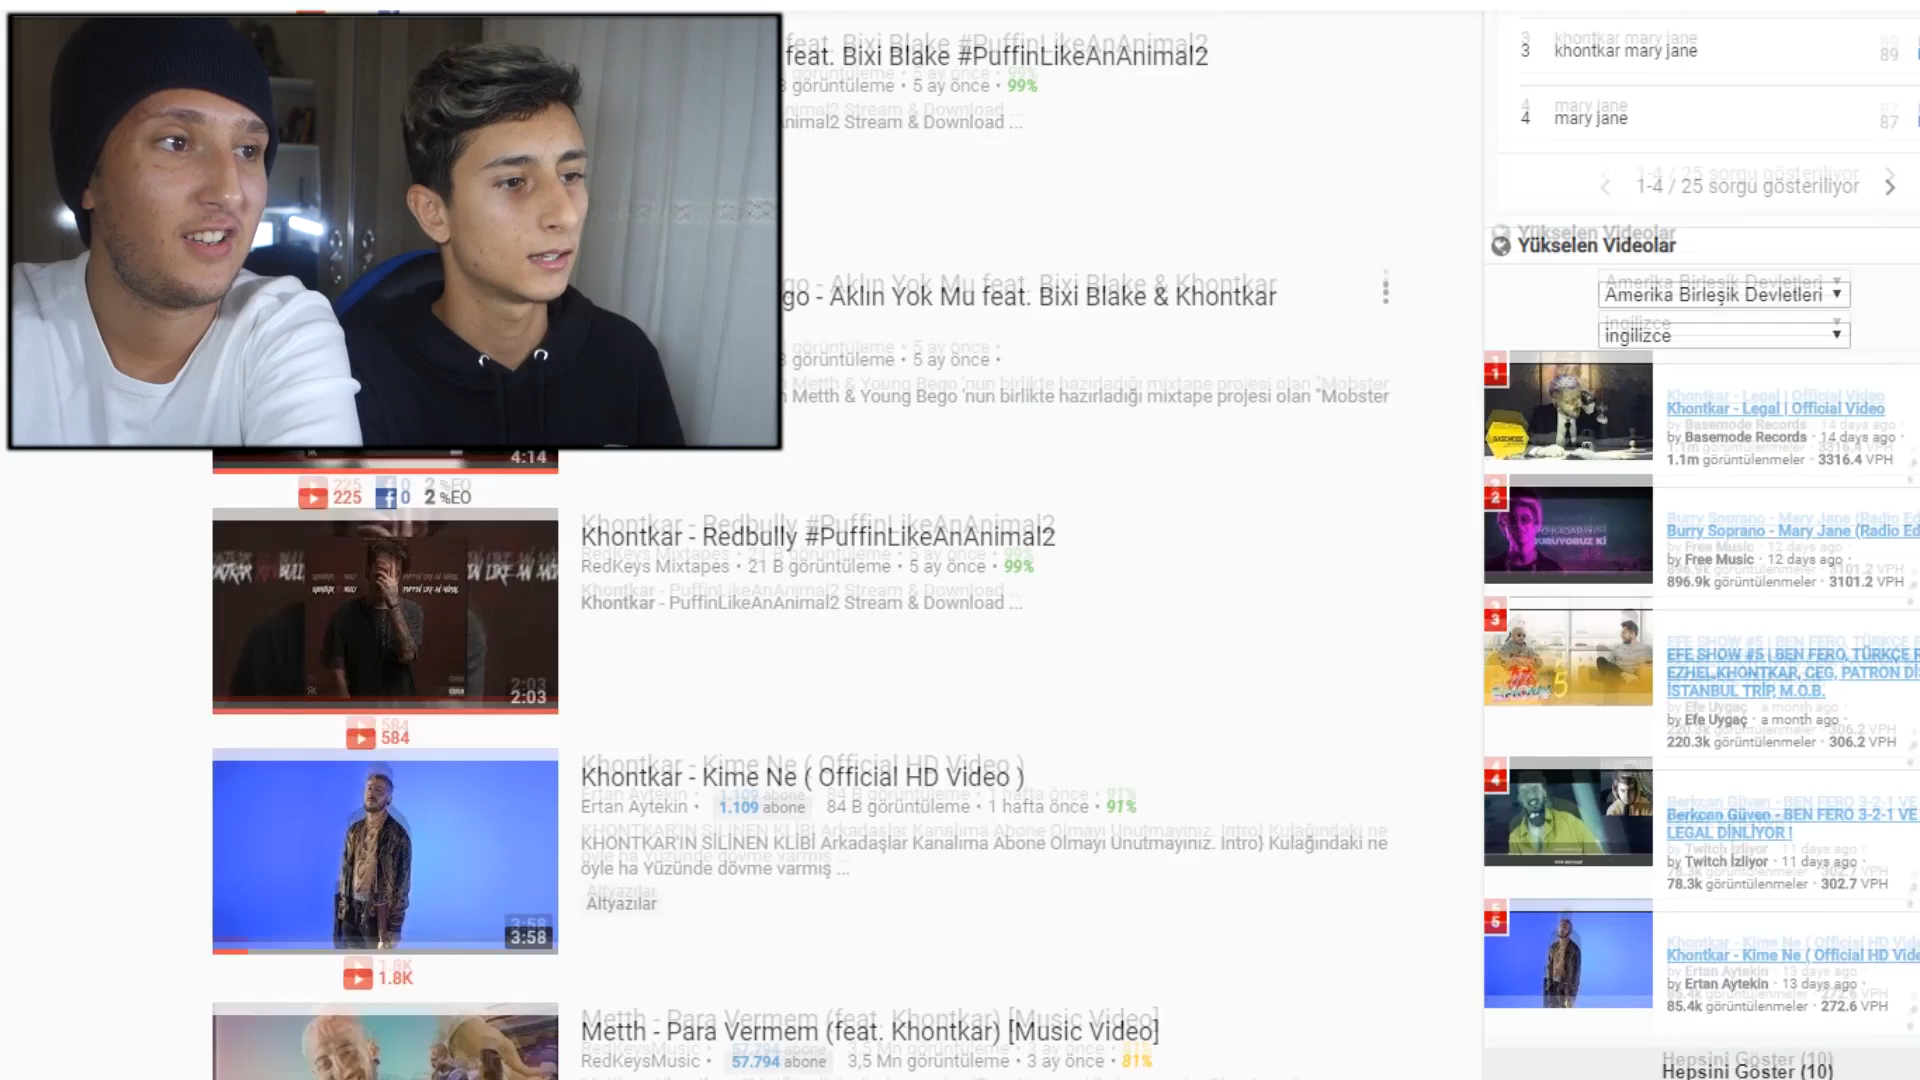 feat. Bixi Blake #PuffinLikeAnAnimal2
görüntüleme • 5 ay önce • 99%
nimal2 Stream & Download ...
go - Aklın Yok Mu feat. Bixi Blake & Khontkar
görüntüleme • 5 ay önce •
Metth & Young Bego 'nun birlikte hazırladığı mixtape projesi olan "Mobster
4:14
225 0 2 %EO
Khontkar - Redbully #PuffinLikeAnAnimal2
RedKeys Mixtapes • 21 B görüntüleme • 5 ay önce • 99%
Khontkar - PuffinLikeAnAnimal2 Stream & Download ...
2:03
584
Khontkar - Kime Ne ( Official HD Video )
Ertan Aytekin • 1.109 abone 84 B görüntüleme • 1 hafta önce • 91%
KHONTKAR'IN SİLİNEN KLİBİ Arkadaşlar Kanalıma Abone Olmayı Unutmayınız. Intro} Kulağındaki ne
öyle ha Yüzünde dövme varmış ...
Altyazılar
3:58
1.8K
Metth - Para Vermem (feat. Khontkar) [Music Video]
RedKeysMusic • 57.794 abone 3,5 Mn görüntüleme • 3 ay önce • 81%
3 khontkar mary jane 89
4 mary jane 87
1-4 / 25 sorgu gösteriliyor
Yükselen Videolar
Amerika Birleşik Devletleri
ingilizce
1
BASEMODE
Khontkar - Legal | Official Video
by Basemode Records • 14 days ago •
1.1m görüntülenmeler • 3316.4 VPH
2
Burry Soprano - Mary Jane (Radio Ed
by Free Music • 12 days ago •
896.9k görüntülenmeler • 3101.2 VPH
3
5
EFE SHOW #5 | BEN FERO, TÜRKÇE R
EZHEL,KHONTKAR, CEG, PATRON Dİ
İSTANBUL TRİP, M.O.B.
by Efe Uygaç • a month ago •
220.3k görüntülenmeler • 306.2 VPH
4
Berkcan Güven - BEN FERO 3-2-1 VE
LEGAL DİNLİYOR !
by Twitch İzliyor • 11 days ago •
78.3k görüntülenmeler • 302.7 VPH
5
Khontkar - Kime Ne ( Official HD Vide
by Ertan Aytekin • 13 days ago •
85.4k görüntülenmeler • 272.6 VPH
Hepsini Göster (10)